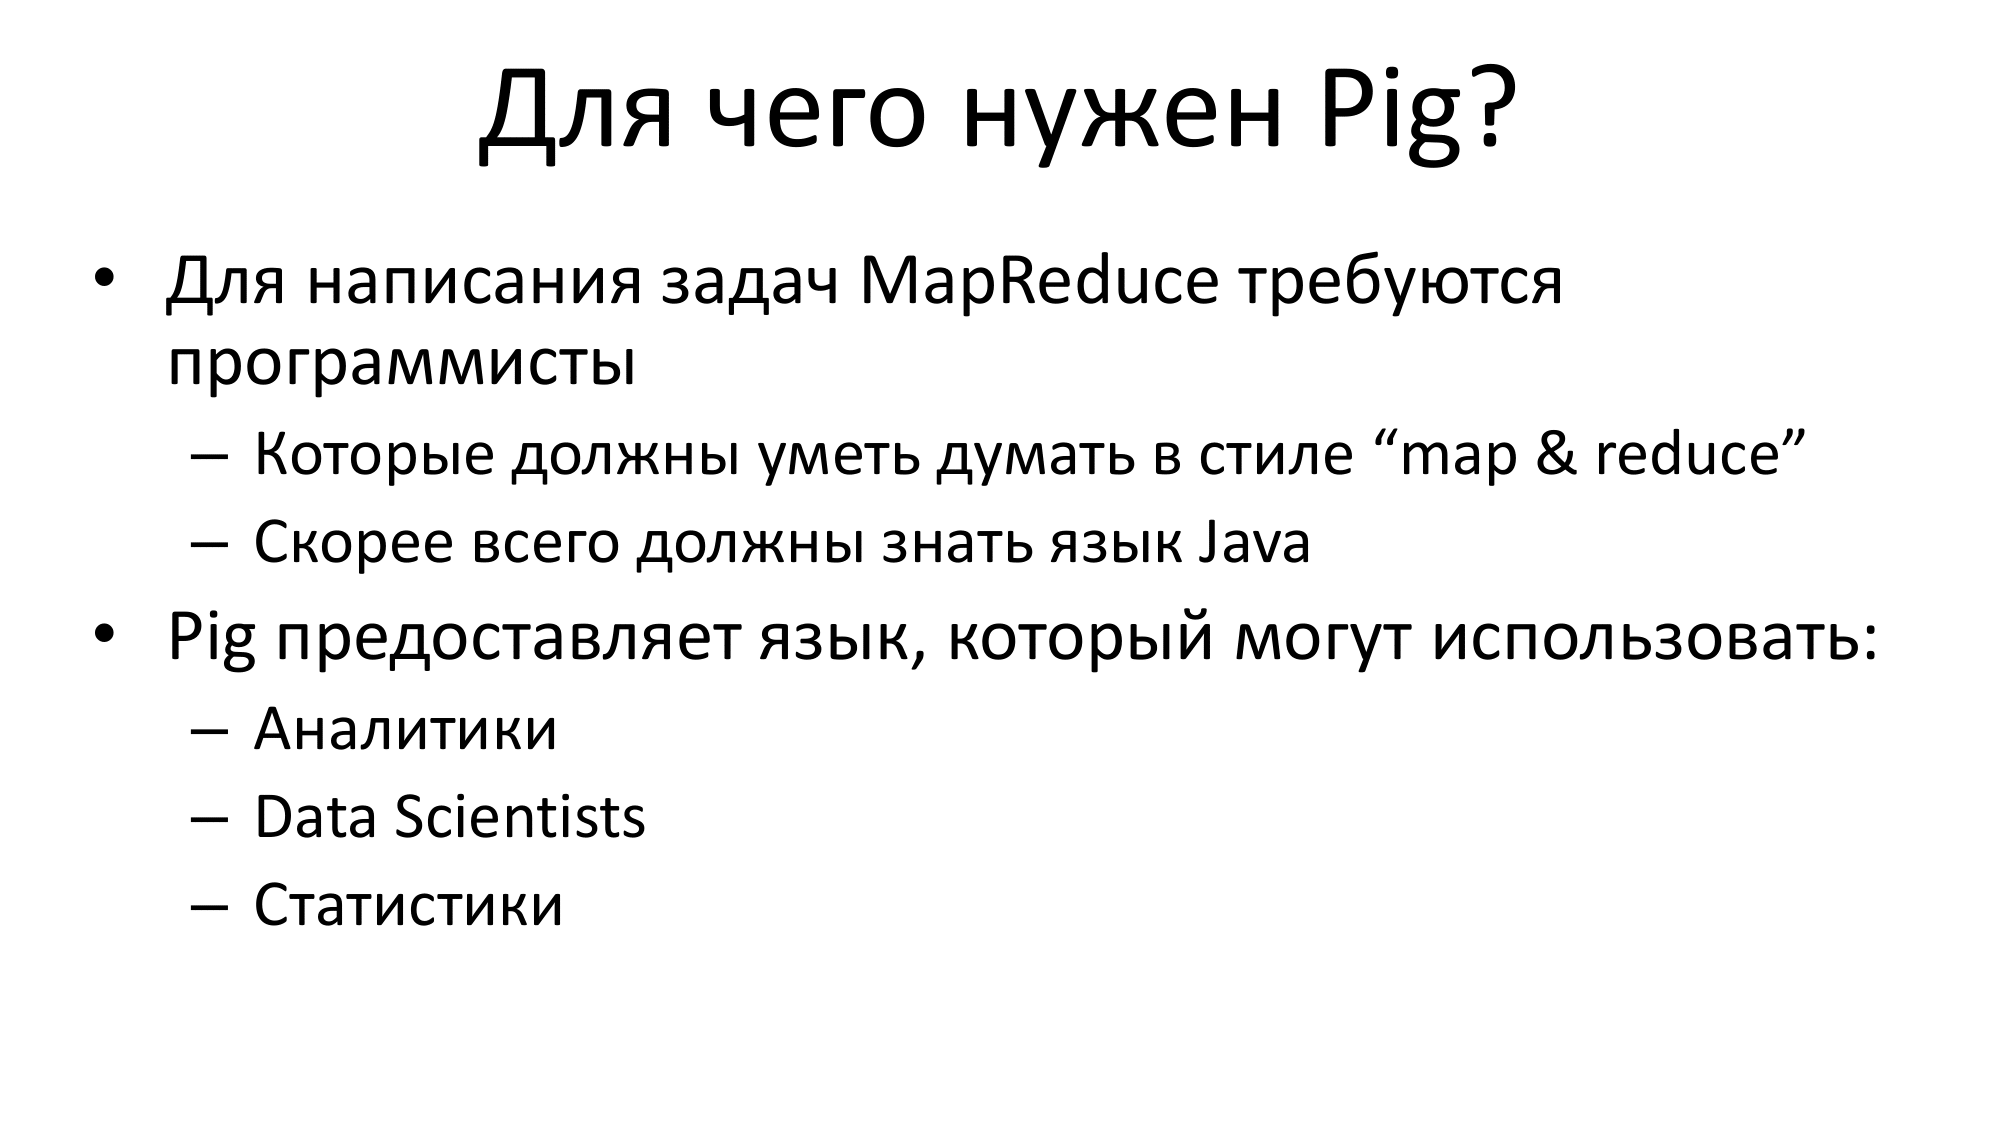 Для чего нужен Pig?
• Для написания задач MapReduce требуются
программисты
– Которые должны уметь думать в стиле “map & reduce”
– Скорее всего должны знать язык Java
• Pig предоставляет язык, который могут использовать:
– Аналитики
– Data Scientists
– Статистики